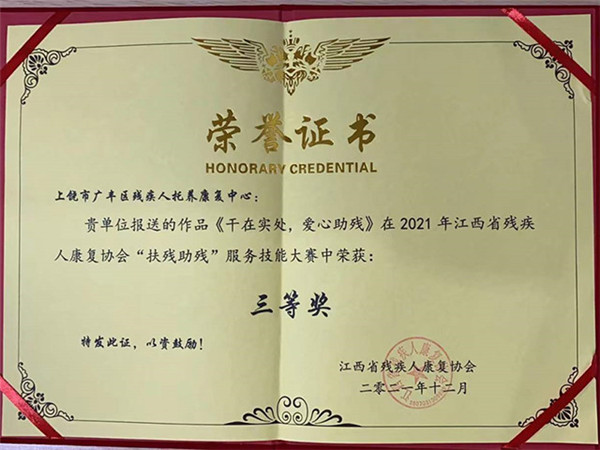 荣誉证书
HONORARY CREDENTIAL
上饶市广丰区残疾人托养康复中心：
贵单位报送的作品《干在实处，爱心助残》在2021年江西省残疾
人康复协会“扶残助残”服务技能大赛中荣获：
三等奖
特发此证，以资鼓励！
江西省残疾人康复协会
二零二一年十二月